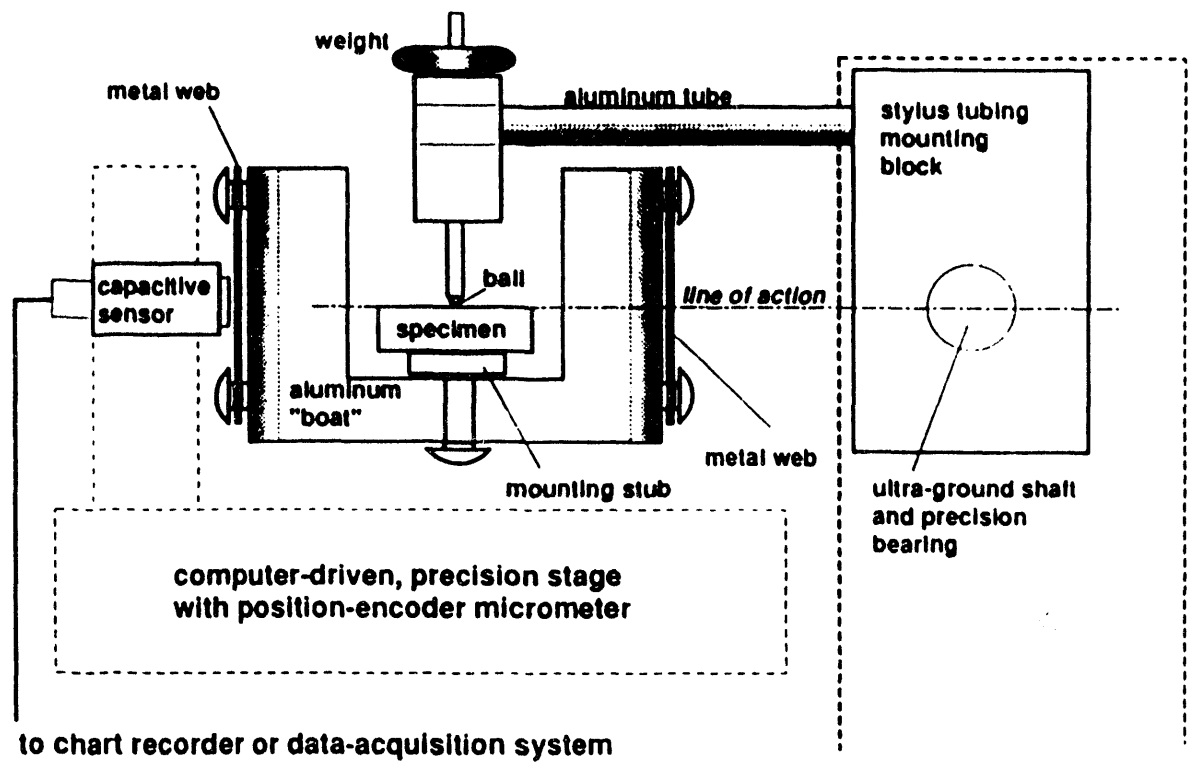 weight
metal web
aluminum tube
stylus tubing
mounting
block
capacitive
sensor
ball
line of action
specimen
aluminum
"boat"
metal web
mounting stub
ultra-ground shaft
and precision
bearing
computer-driven, precision stage
with position-encoder micrometer
to chart recorder or data-acquisition system